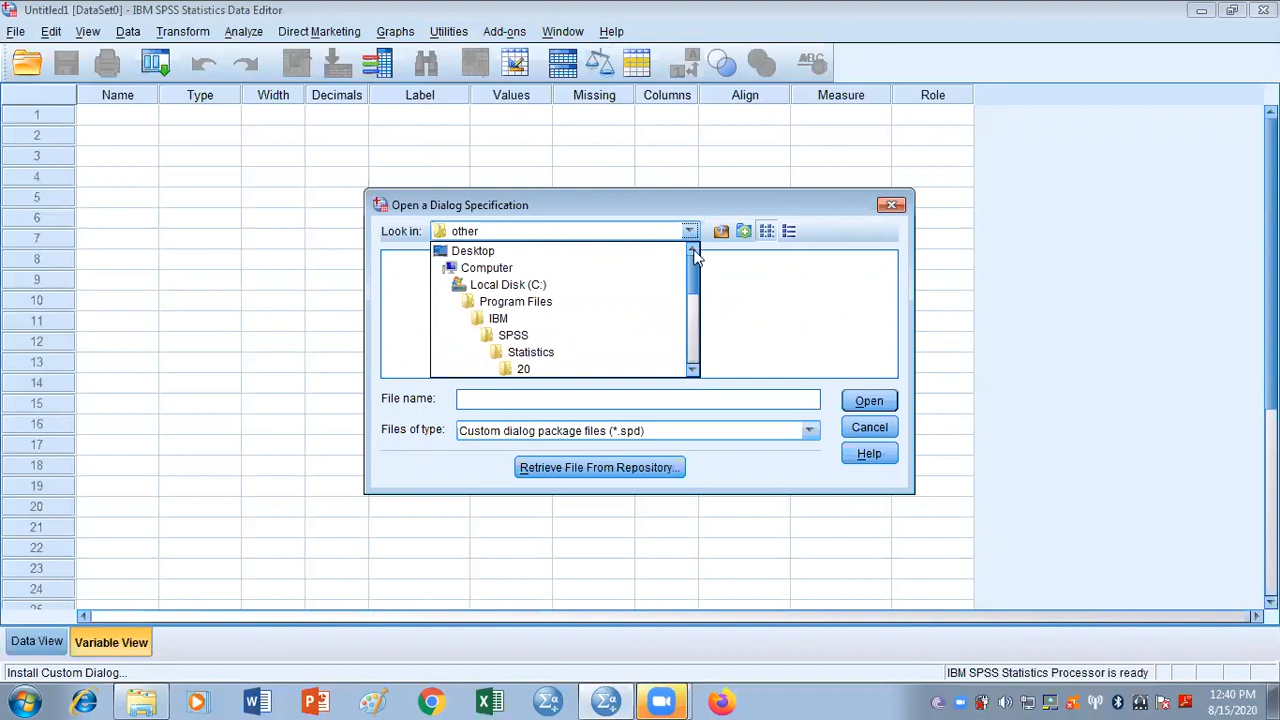 Untitled1 [DataSet0] - IBM SPSS Statistics Data Editor
File Edit View Data Transform Analyze Direct Marketing Graphs Utilities Add-ons Window Help
Name Type Width Decimals Label Values Missing Columns Align Measure Role
1
2
3
4
5
6
7
8
9
10
11
12
13
14
15
16
17
18
19
20
21
22
23
24
25
Open a Dialog Specification
Look in: other
Desktop
Computer
Local Disk (C:)
Program Files
IBM
SPSS
Statistics
20
File name:
Open
Files of type: Custom dialog package files (*.spd)
Cancel
Help
Retrieve File From Repository...
Data View Variable View
Install Custom Dialog... IBM SPSS Statistics Processor is ready
12:40 PM
8/15/2020